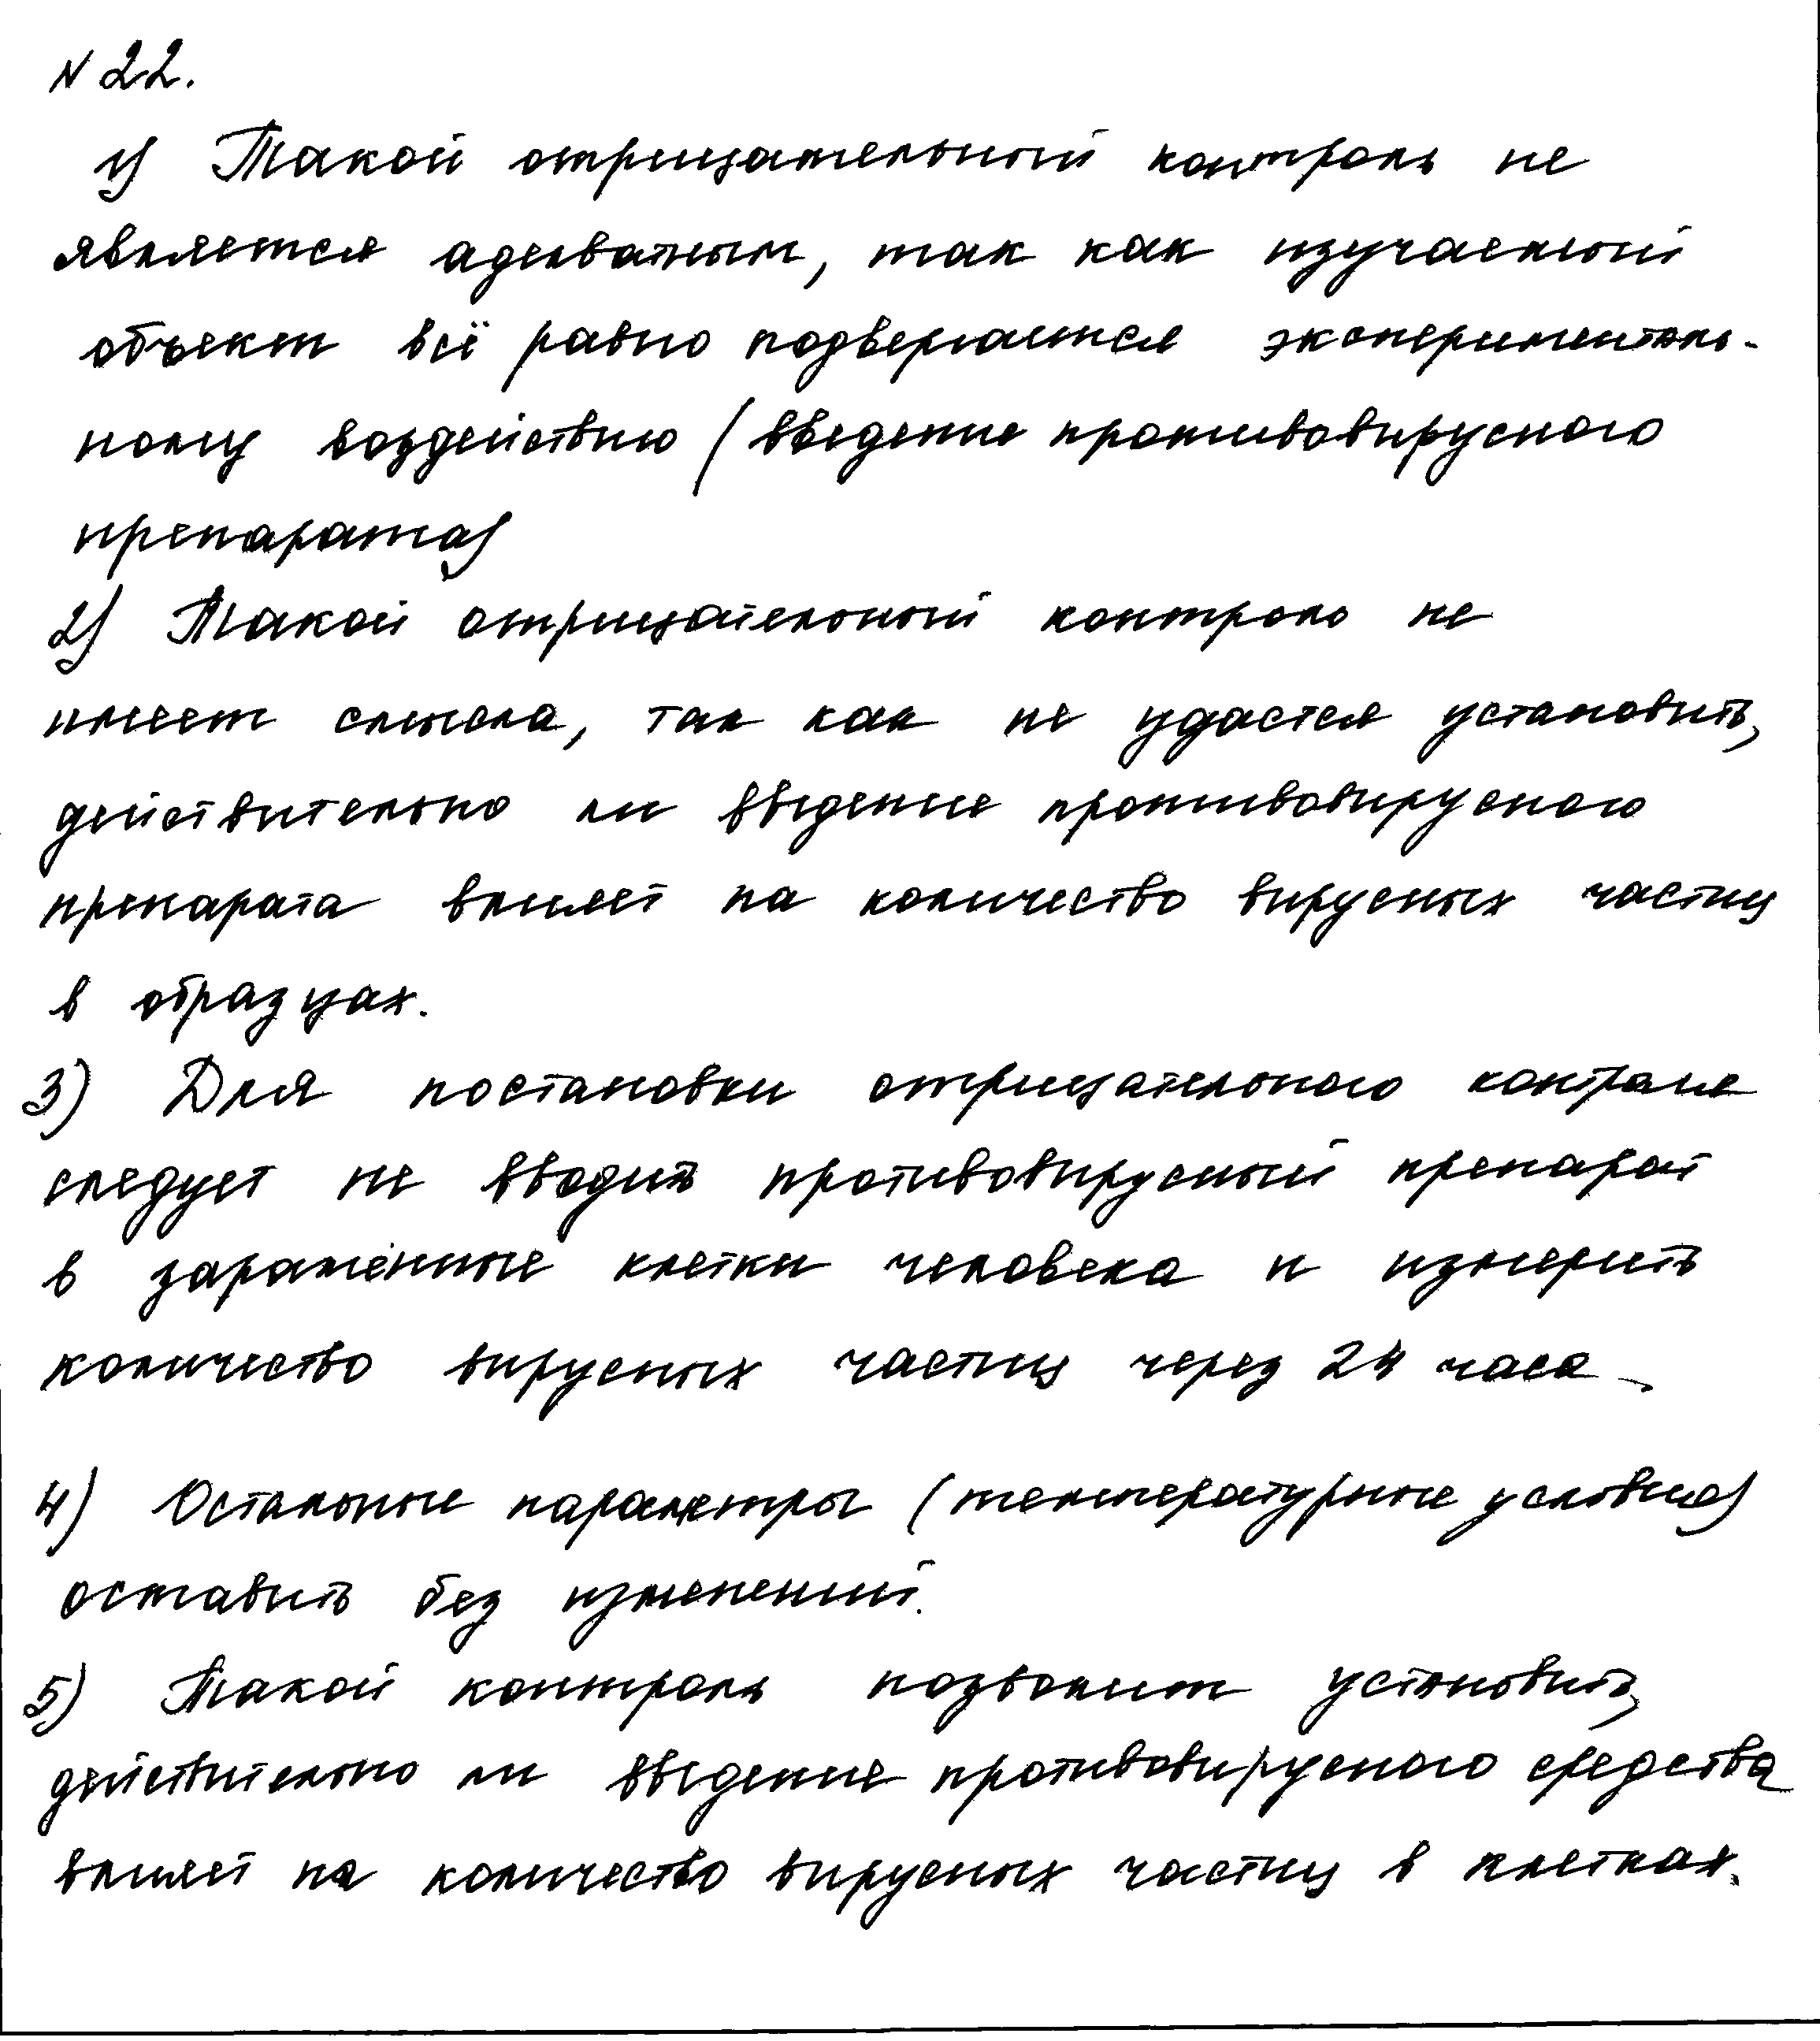 N 22.
1) Такой отрицательный контроль не
является адекватным, так как изучаемый
объект всё равно подвергается эксперименталь-
ному воздействию (введение противовирусного
препарата)
2) Такой отрицательный контроль не
имеет смысла, так как не удастся установить,
действительно ли введение противовирусного
препарата влияет на количество вирусных частиц
в образцах.
3) Для постановки отрицательного контроля
следует не вводить противовирусный препарат
в заражённые клетки человека и измерить
количество вирусных частиц через 24 часа.
4) Остальные параметры (температурные условия)
оставить без изменений.
5) Такой контроль позволит установить,
действительно ли введение противовирусного средства
влияет на количество вирусных частиц в клетках.